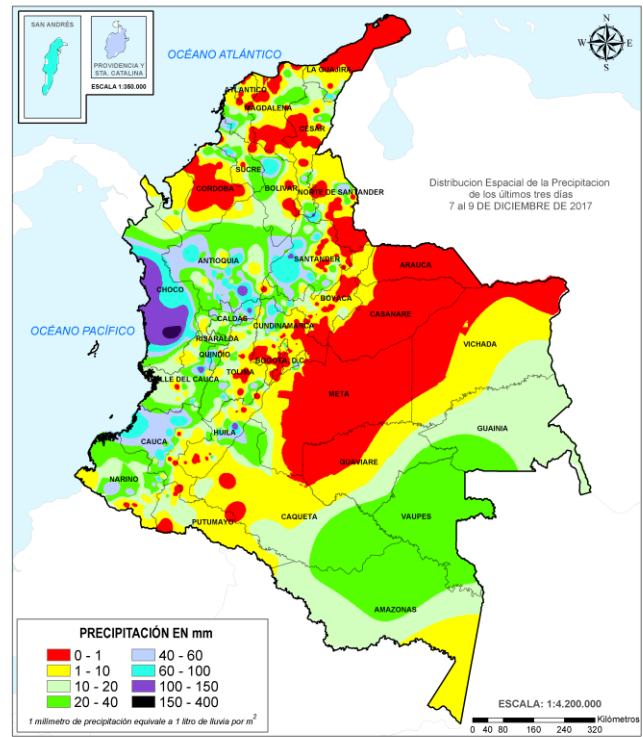 SAN ANDRÉS
PROVIDENCIA Y
STA. CATALINA
ESCALA 1:350.000
OCÉANO ATLÁNTICO
N
W
E
S
LA GUAJIRA
ATLANTICO
MAGDALENA
CESAR
Distribucion Espacial de la Precipitacion
de los últimos tres días
7 al 9 DE DICIEMBRE DE 2017
SUCRE
CORDOBA
BOLIVAR
NORTE DE SANTANDER
ANTIOQUIA
SANTANDER
ARAUCA
CHOCO
BOYACA
CASANARE
CALDAS
CUNDINAMARCA
OCÉANO PACÍFICO
RISARALDA
VICHADA
QUINDIO
BOGOTA, D.C.
TOLIMA
VALLE DEL CAUCA
META
GUAINIA
HUILA
CAUCA
GUAVIARE
NARIÑO
CAQUETA
VAUPES
PUTUMAYO
AMAZONAS
PRECIPITACIÓN EN mm
0 - 1
40 - 60
1 - 10
60 - 100
10 - 20
100 - 150
20 - 40
150 - 400
1 milimetro de precipitación equivale a 1 litro de lluvia por m2
ESCALA: 1:4.200.000
Kilómetros
0 40 80 160 240 320